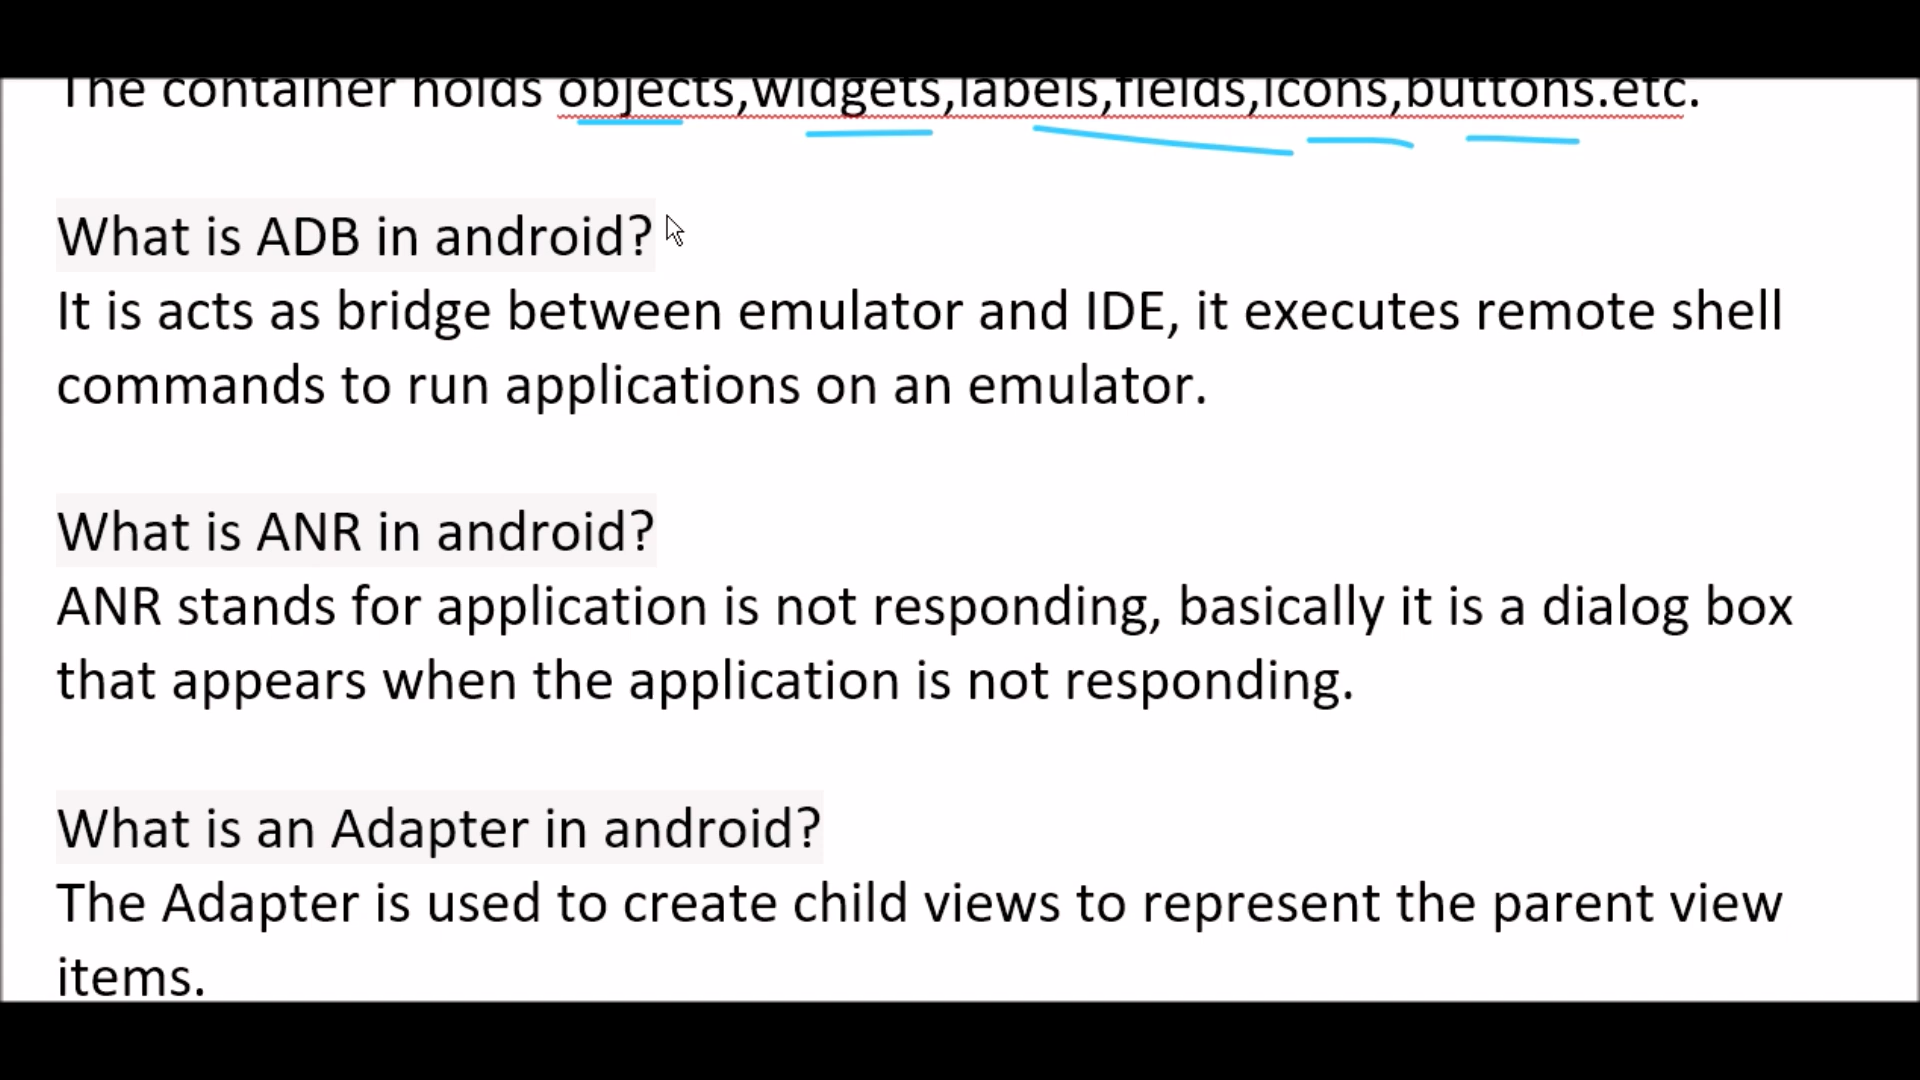 The container holds objects,widgets,labels,fields,icons,buttons.etc.
What is ADB in android?
It is acts as bridge between emulator and IDE, it executes remote shell
commands to run applications on an emulator.
What is ANR in android?
ANR stands for application is not responding, basically it is a dialog box
that appears when the application is not responding.
What is an Adapter in android?
The Adapter is used to create child views to represent the parent view
items.